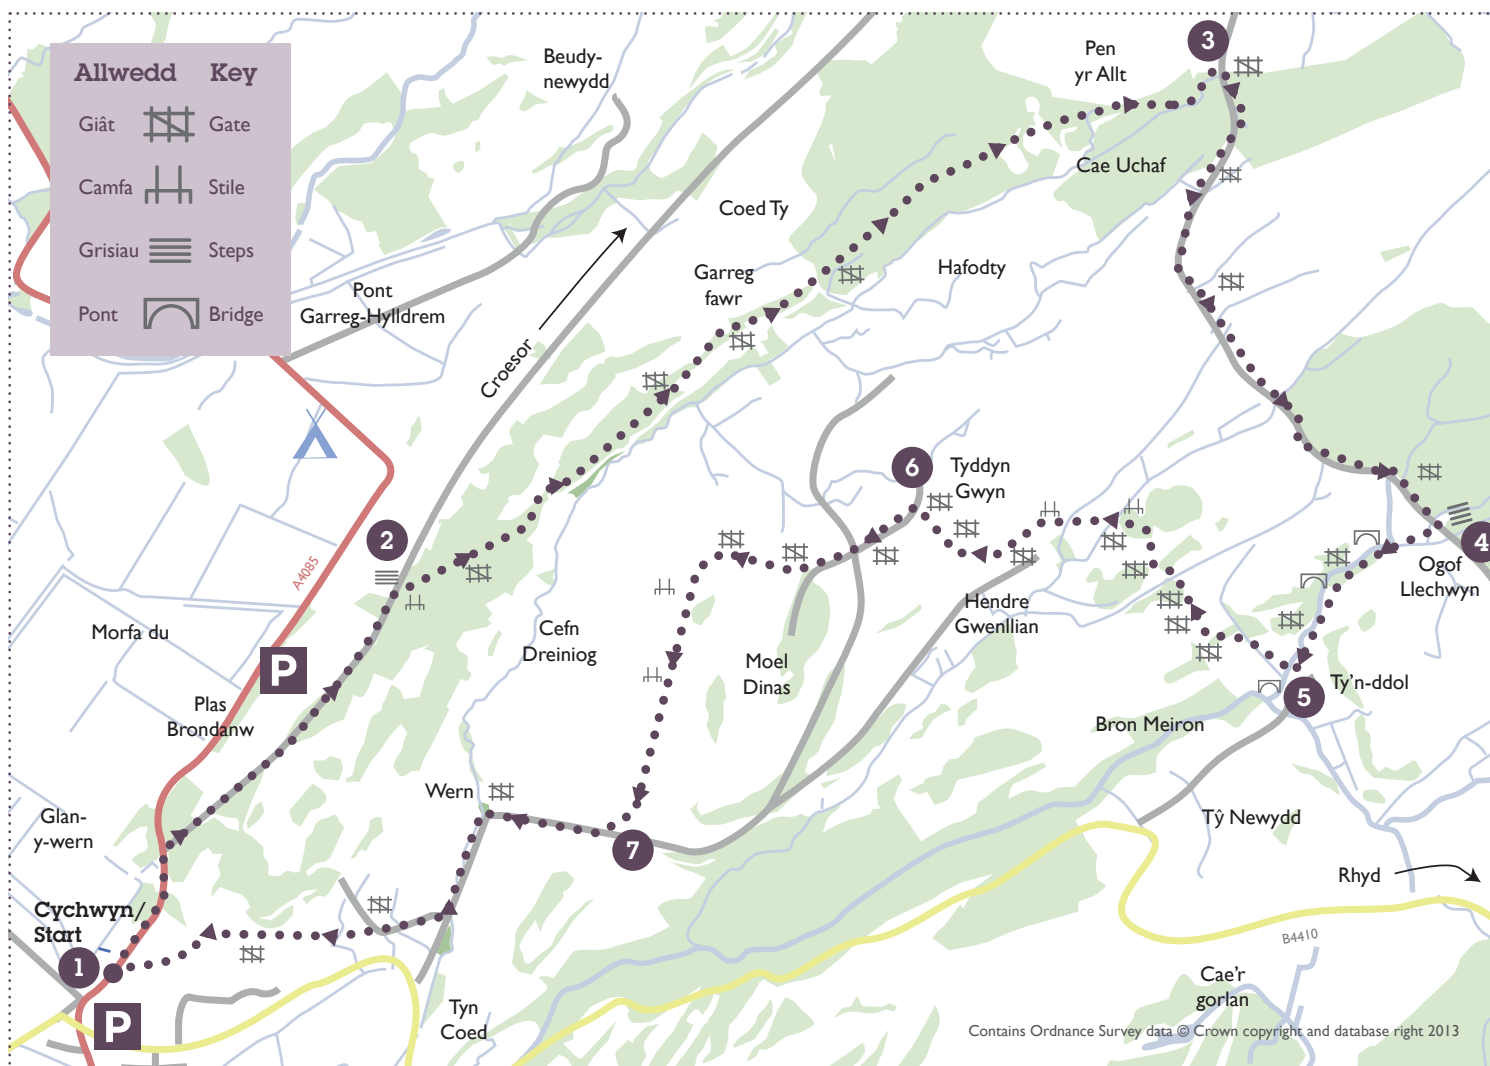 Allwedd Key
Giât Gate
Camfa Stile
Grisiau Steps
Pont Bridge
Beudy-
newydd
Pen
yr Allt
3
Cae Uchaf
Coed Ty
Garreg
fawr
Hafodty
Pont
Garreg-Hylldrem
Croesor
6
Tyddyn
Gwyn
2
A4085
4
Ogof
Llechwyn
Hendre
Gwenllian
Morfa du
P
Cefn
Dreiniog
Moel
Dinas
Plas
Brondanw
Ty’n-ddol
5
Bron Meiron
Wern
Glan-
y-wern
Tŷ Newydd
7
Rhyd
Cychwyn/
Start
1
B4410
P
Tyn
Coed
Cae’r
gorlan
Contains Ordnance Survey data © Crown copyright and database right 2013